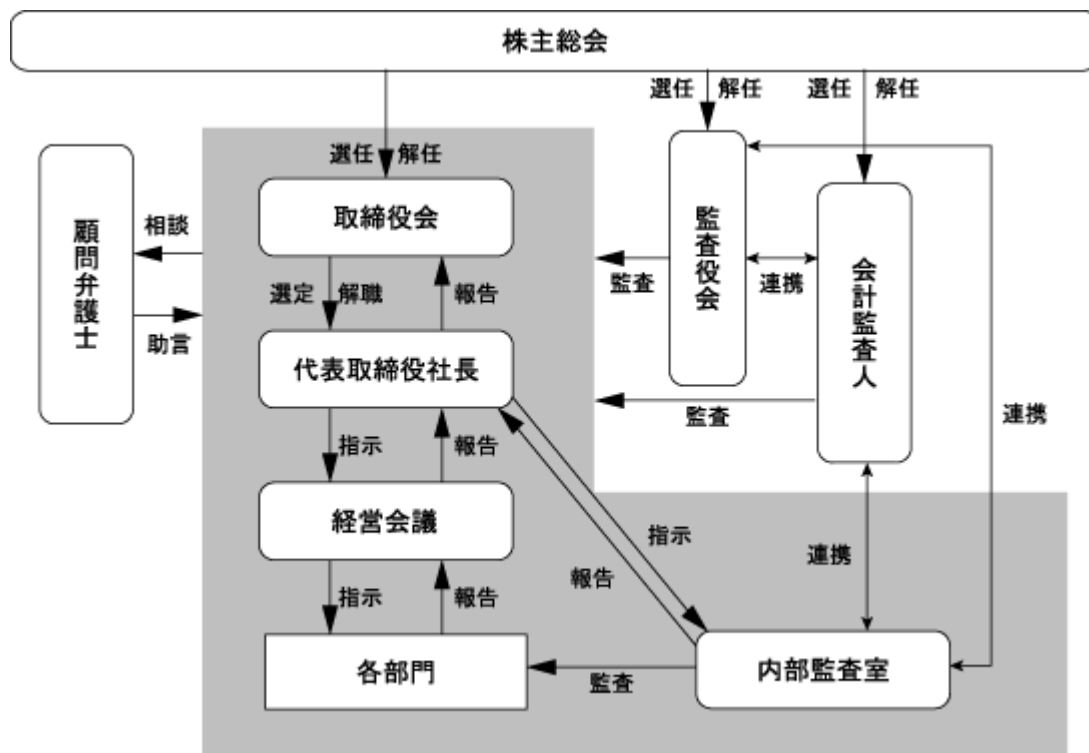 株主総会
選任 解任
選任 解任
選任 解任
取締役会
監査役会
会計監査人
顧問弁護士
相談
助言
監査
連携
選定 解職
報告
代表取締役社長
監査
連携
指示
報告
経営会議
指示
報告
連携
指示
報告
各部門
監査
内部監査室